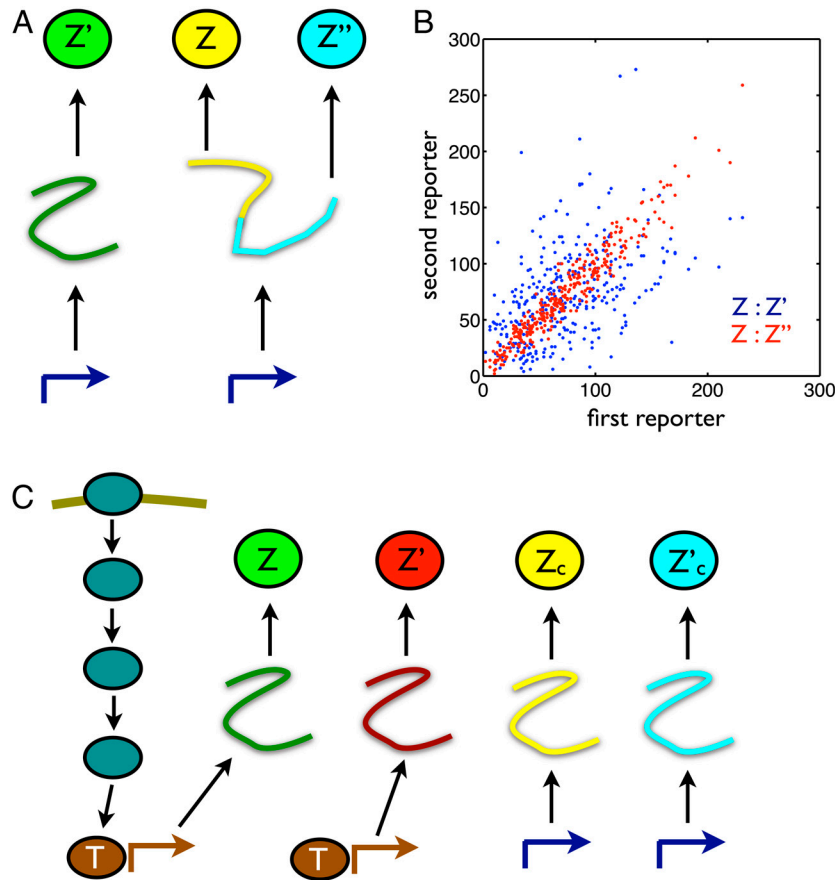 A
Z' Z Z''
B
300
250
200
150
100
50
0
second reporter
Z : Z'
Z : Z''
0 100 200 300
first reporter
C
Z Z' Zc Z'c
T T